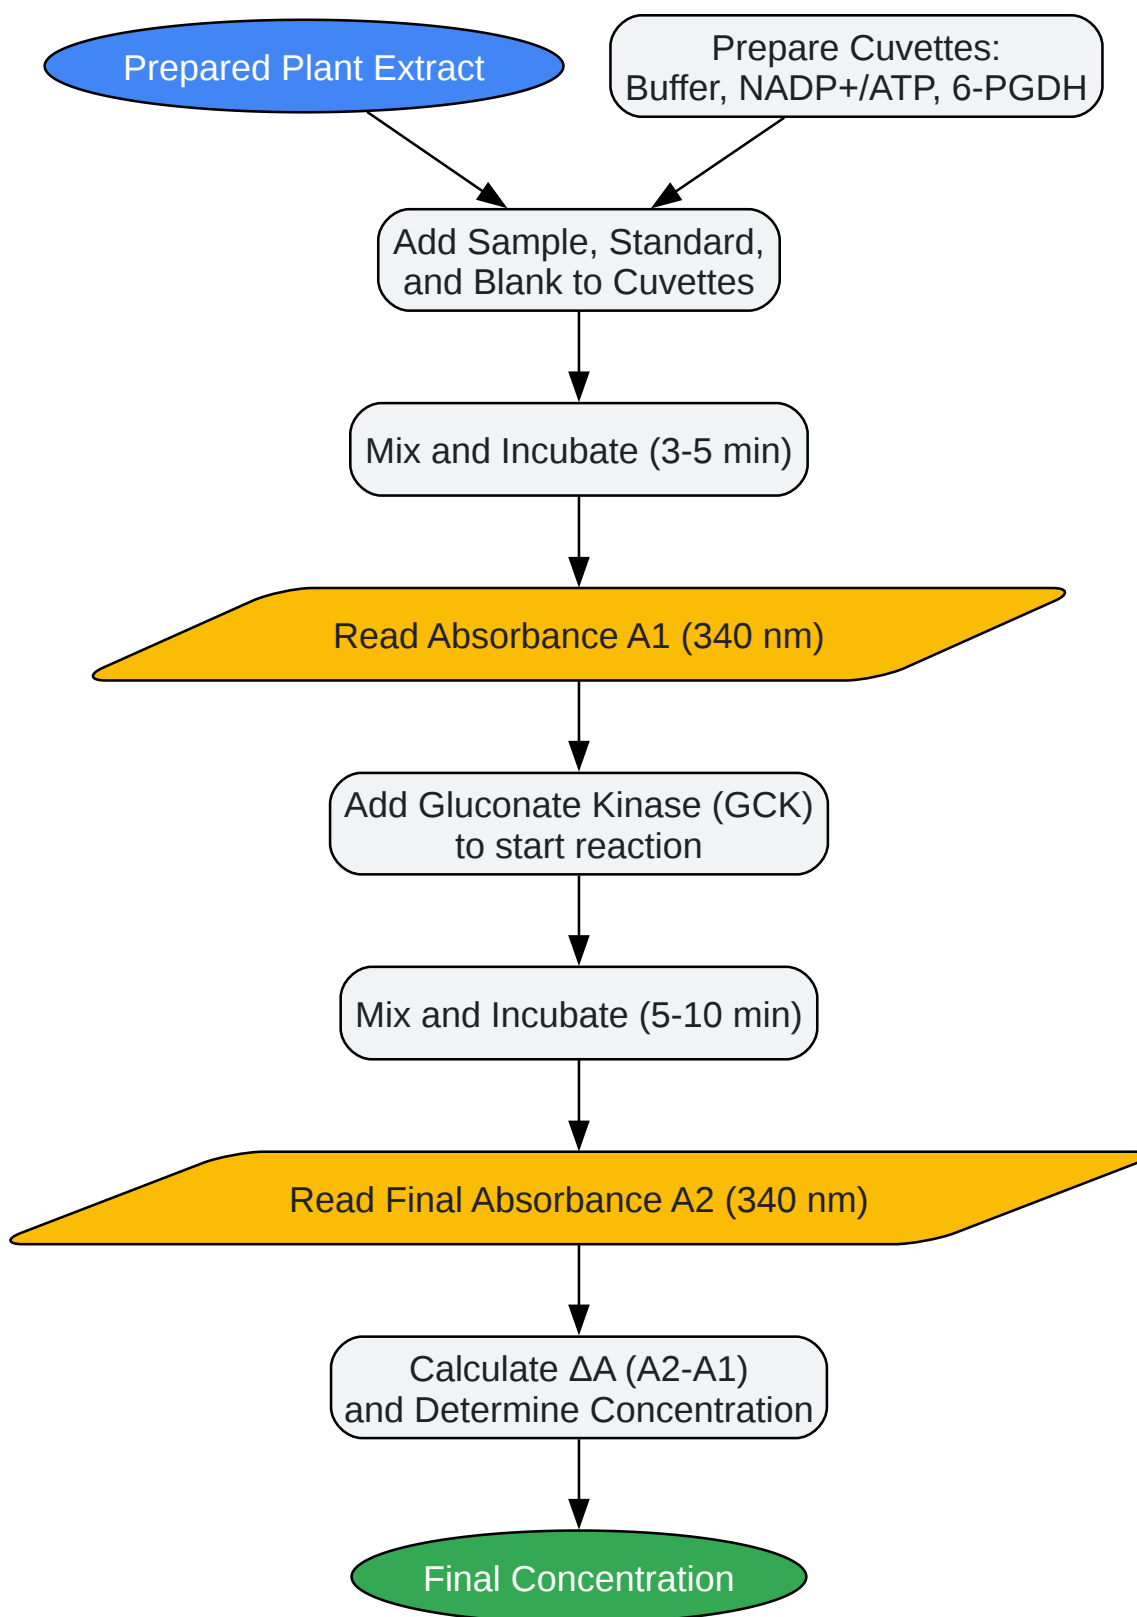 Prepared Plant Extract
Prepare Cuvettes:
Buffer, NADP+/ATP, 6-PGDH
Add Sample, Standard,
and Blank to Cuvettes
Mix and Incubate (3-5 min)
Read Absorbance A1 (340 nm)
Add Gluconate Kinase (GCK)
to start reaction
Mix and Incubate (5-10 min)
Read Final Absorbance A2 (340 nm)
Calculate ΔA (A2-A1)
and Determine Concentration
Final Concentration